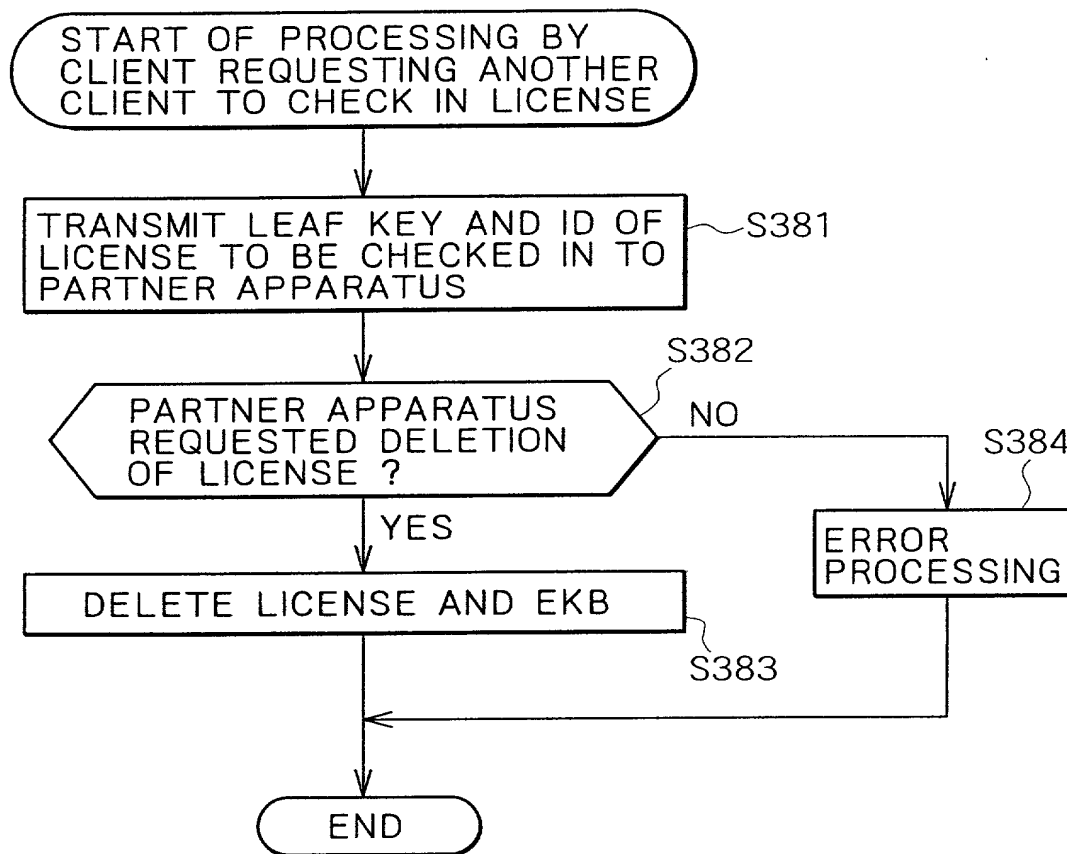 START OF PROCESSING BY
CLIENT REQUESTING ANOTHER
CLIENT TO CHECK IN LICENSE
TRANSMIT LEAF KEY AND ID OF
LICENSE TO BE CHECKED IN TO
PARTNER APPARATUS
S381
S382
PARTNER APPARATUS
REQUESTED DELETION
OF LICENSE ?
NO
S384
YES
ERROR
PROCESSING
DELETE LICENSE AND EKB
S383
END